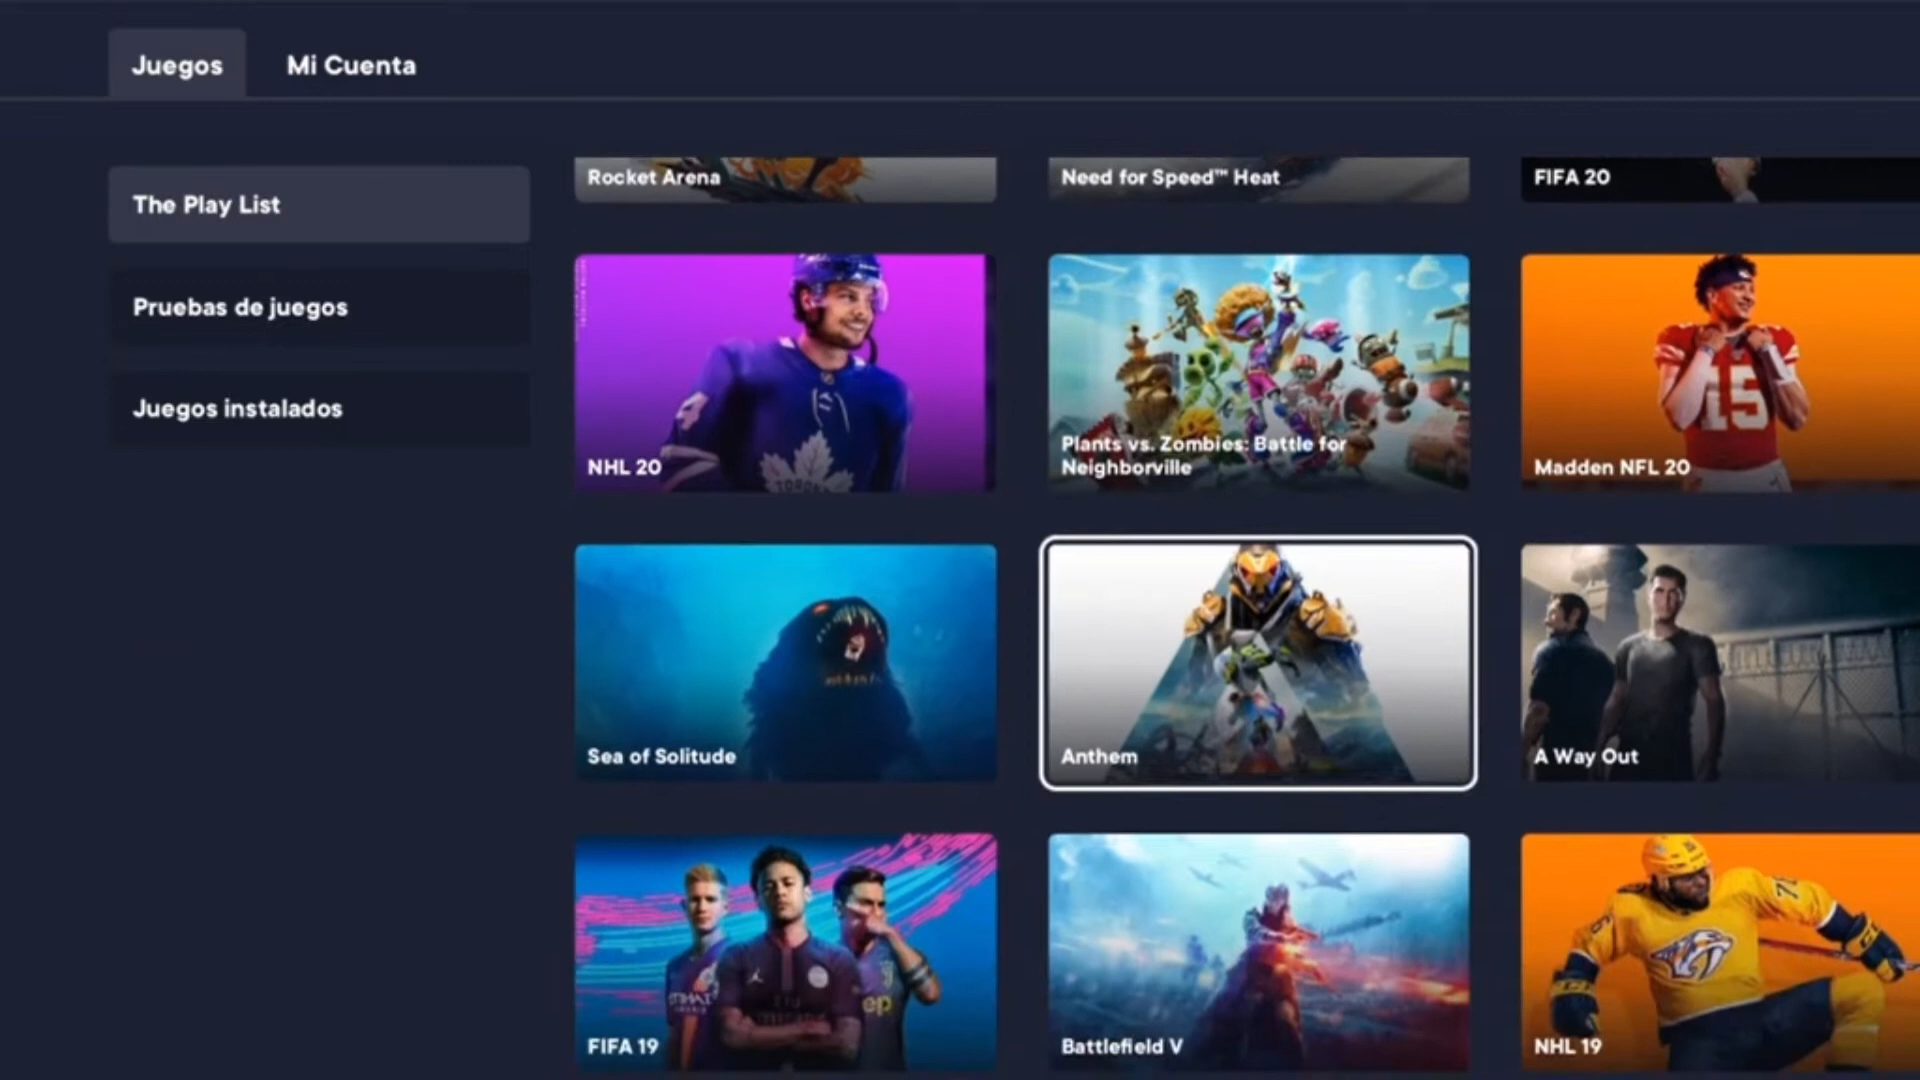 Juegos
Mi Cuenta
The Play List
Pruebas de juegos
Juegos instalados
Rocket Arena
Need for Speed™ Heat
FIFA 20
NHL 20
TORONTO
Plants vs. Zombies: Battle for
Neighborville
15
Madden NFL 20
Sea of Solitude
Anthem
A Way Out
FIFA 19
Battlefield V
NHL 19